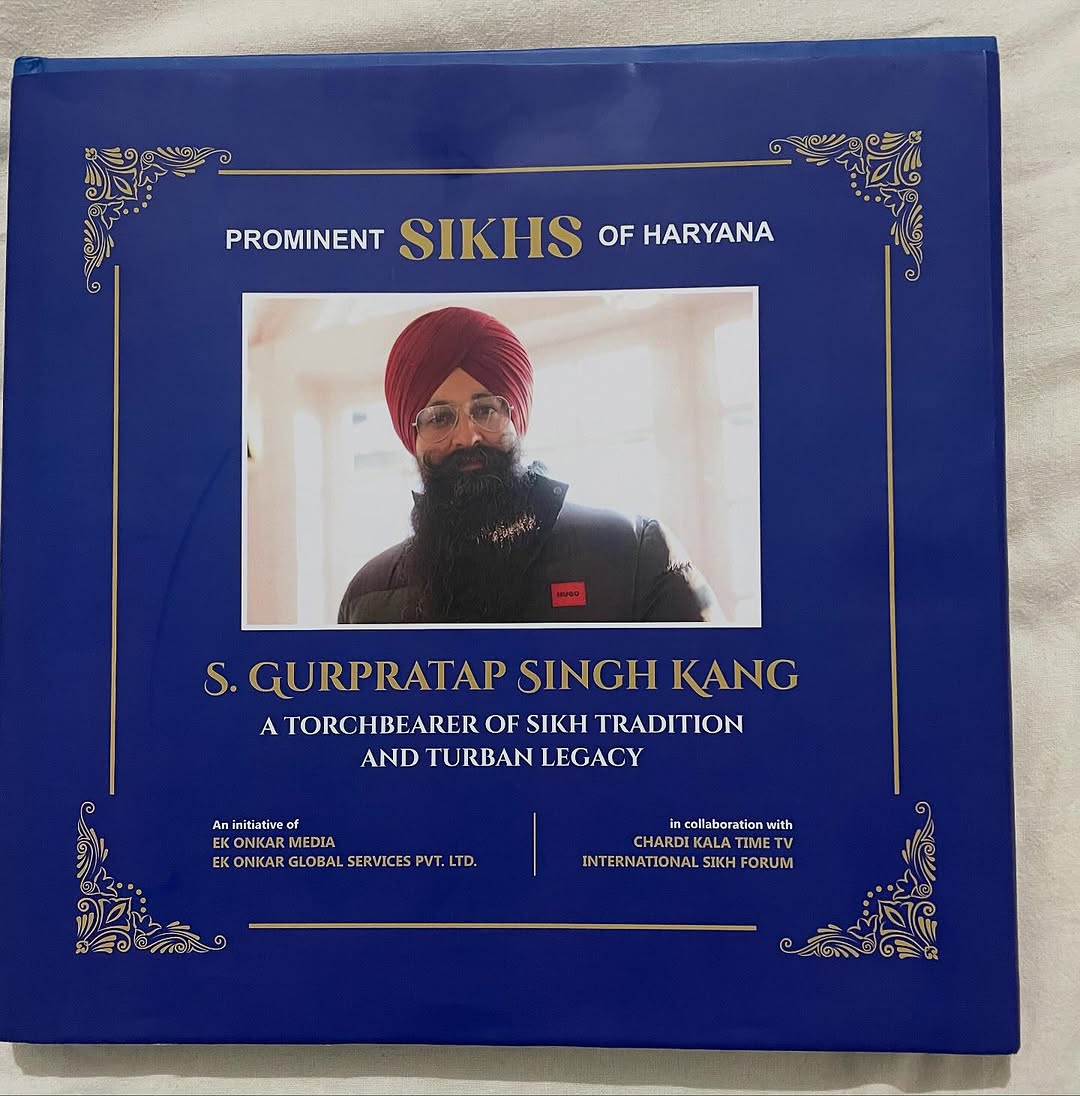 PROMINENT SIKHS OF HARYANA
HUGO
S. GURPRATAP SINGH KANG
A TORCHBEARER OF SIKH TRADITION
AND TURBAN LEGACY
An initiative of
EK ONKAR MEDIA
EK ONKAR GLOBAL SERVICES PVT. LTD.
in collaboration with
CHARDI KALA TIME TV
INTERNATIONAL SIKH FORUM